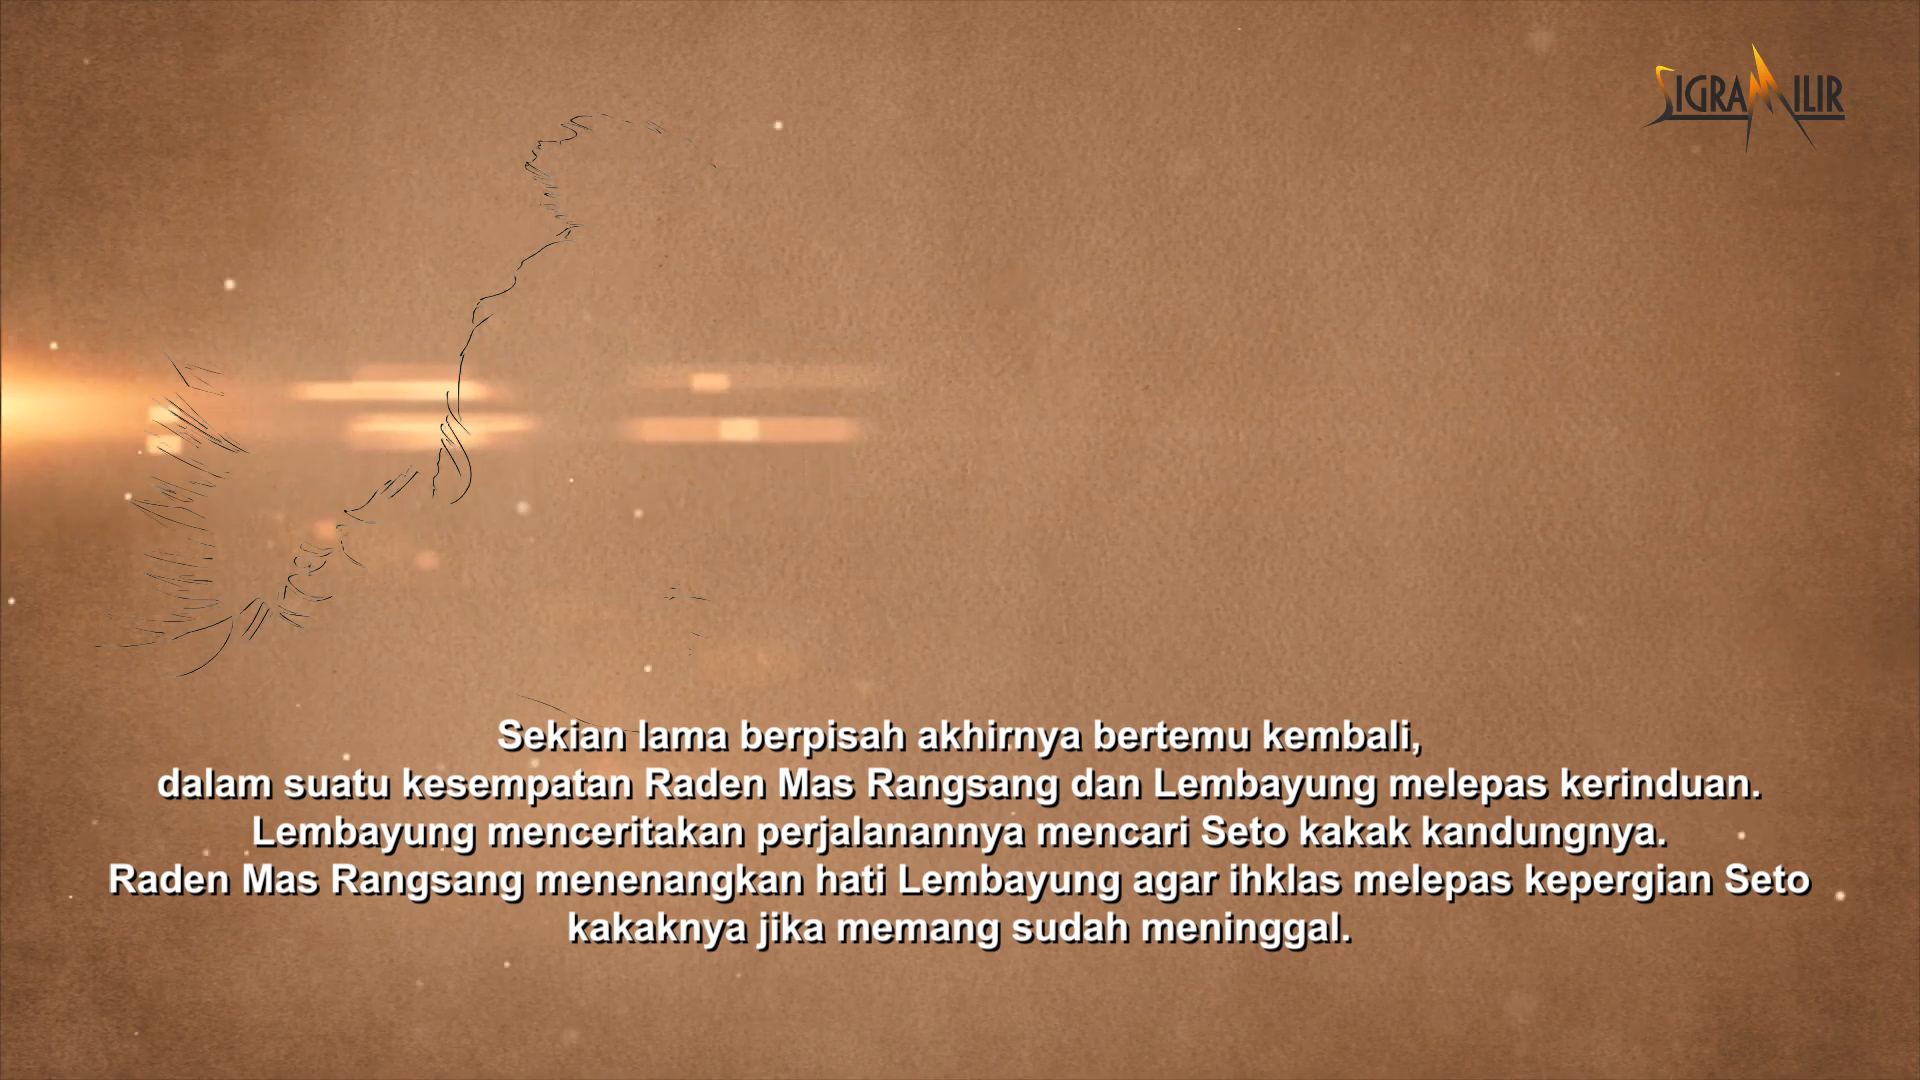 SIGRAMILIR
Sekian lama berpisah akhirnya bertemu kembali,
dalam suatu kesempatan Raden Mas Rangsang dan Lembayung melepas kerinduan.
Lembayung menceritakan perjalanannya mencari Seto kakak kandungnya.
Raden Mas Rangsang menenangkan hati Lembayung agar ihklas melepas kepergian Seto
kakaknya jika memang sudah meninggal.